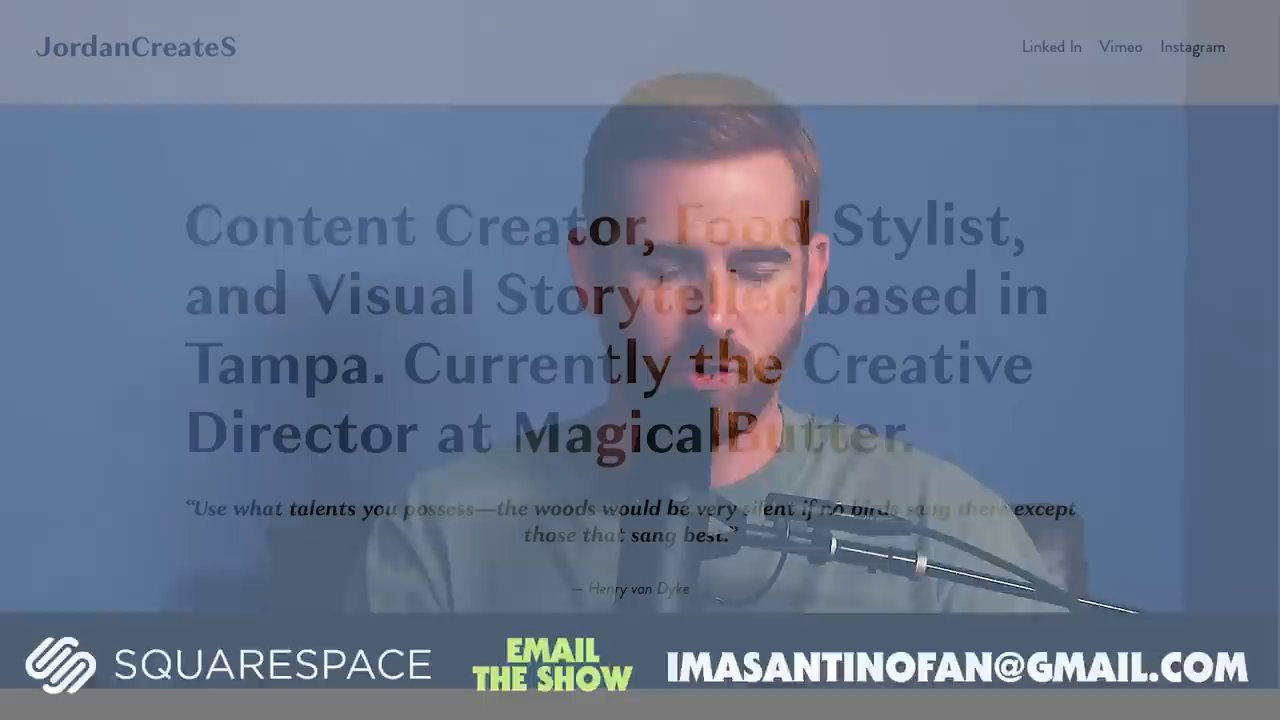 JordanCreateS
Linked In Vimeo Instagram
Content Creator, Food Stylist,
and Visual Storyteller based in
Tampa. Currently the Creative
Director at MagicalButter.
“Use what talents you possess—the woods would be very silent if no birds sang there except
those that sang best.”
— Henry van Dyke
SQUARESPACE
EMAIL
THE SHOW
IMASANTINOFAN@GMAIL.COM